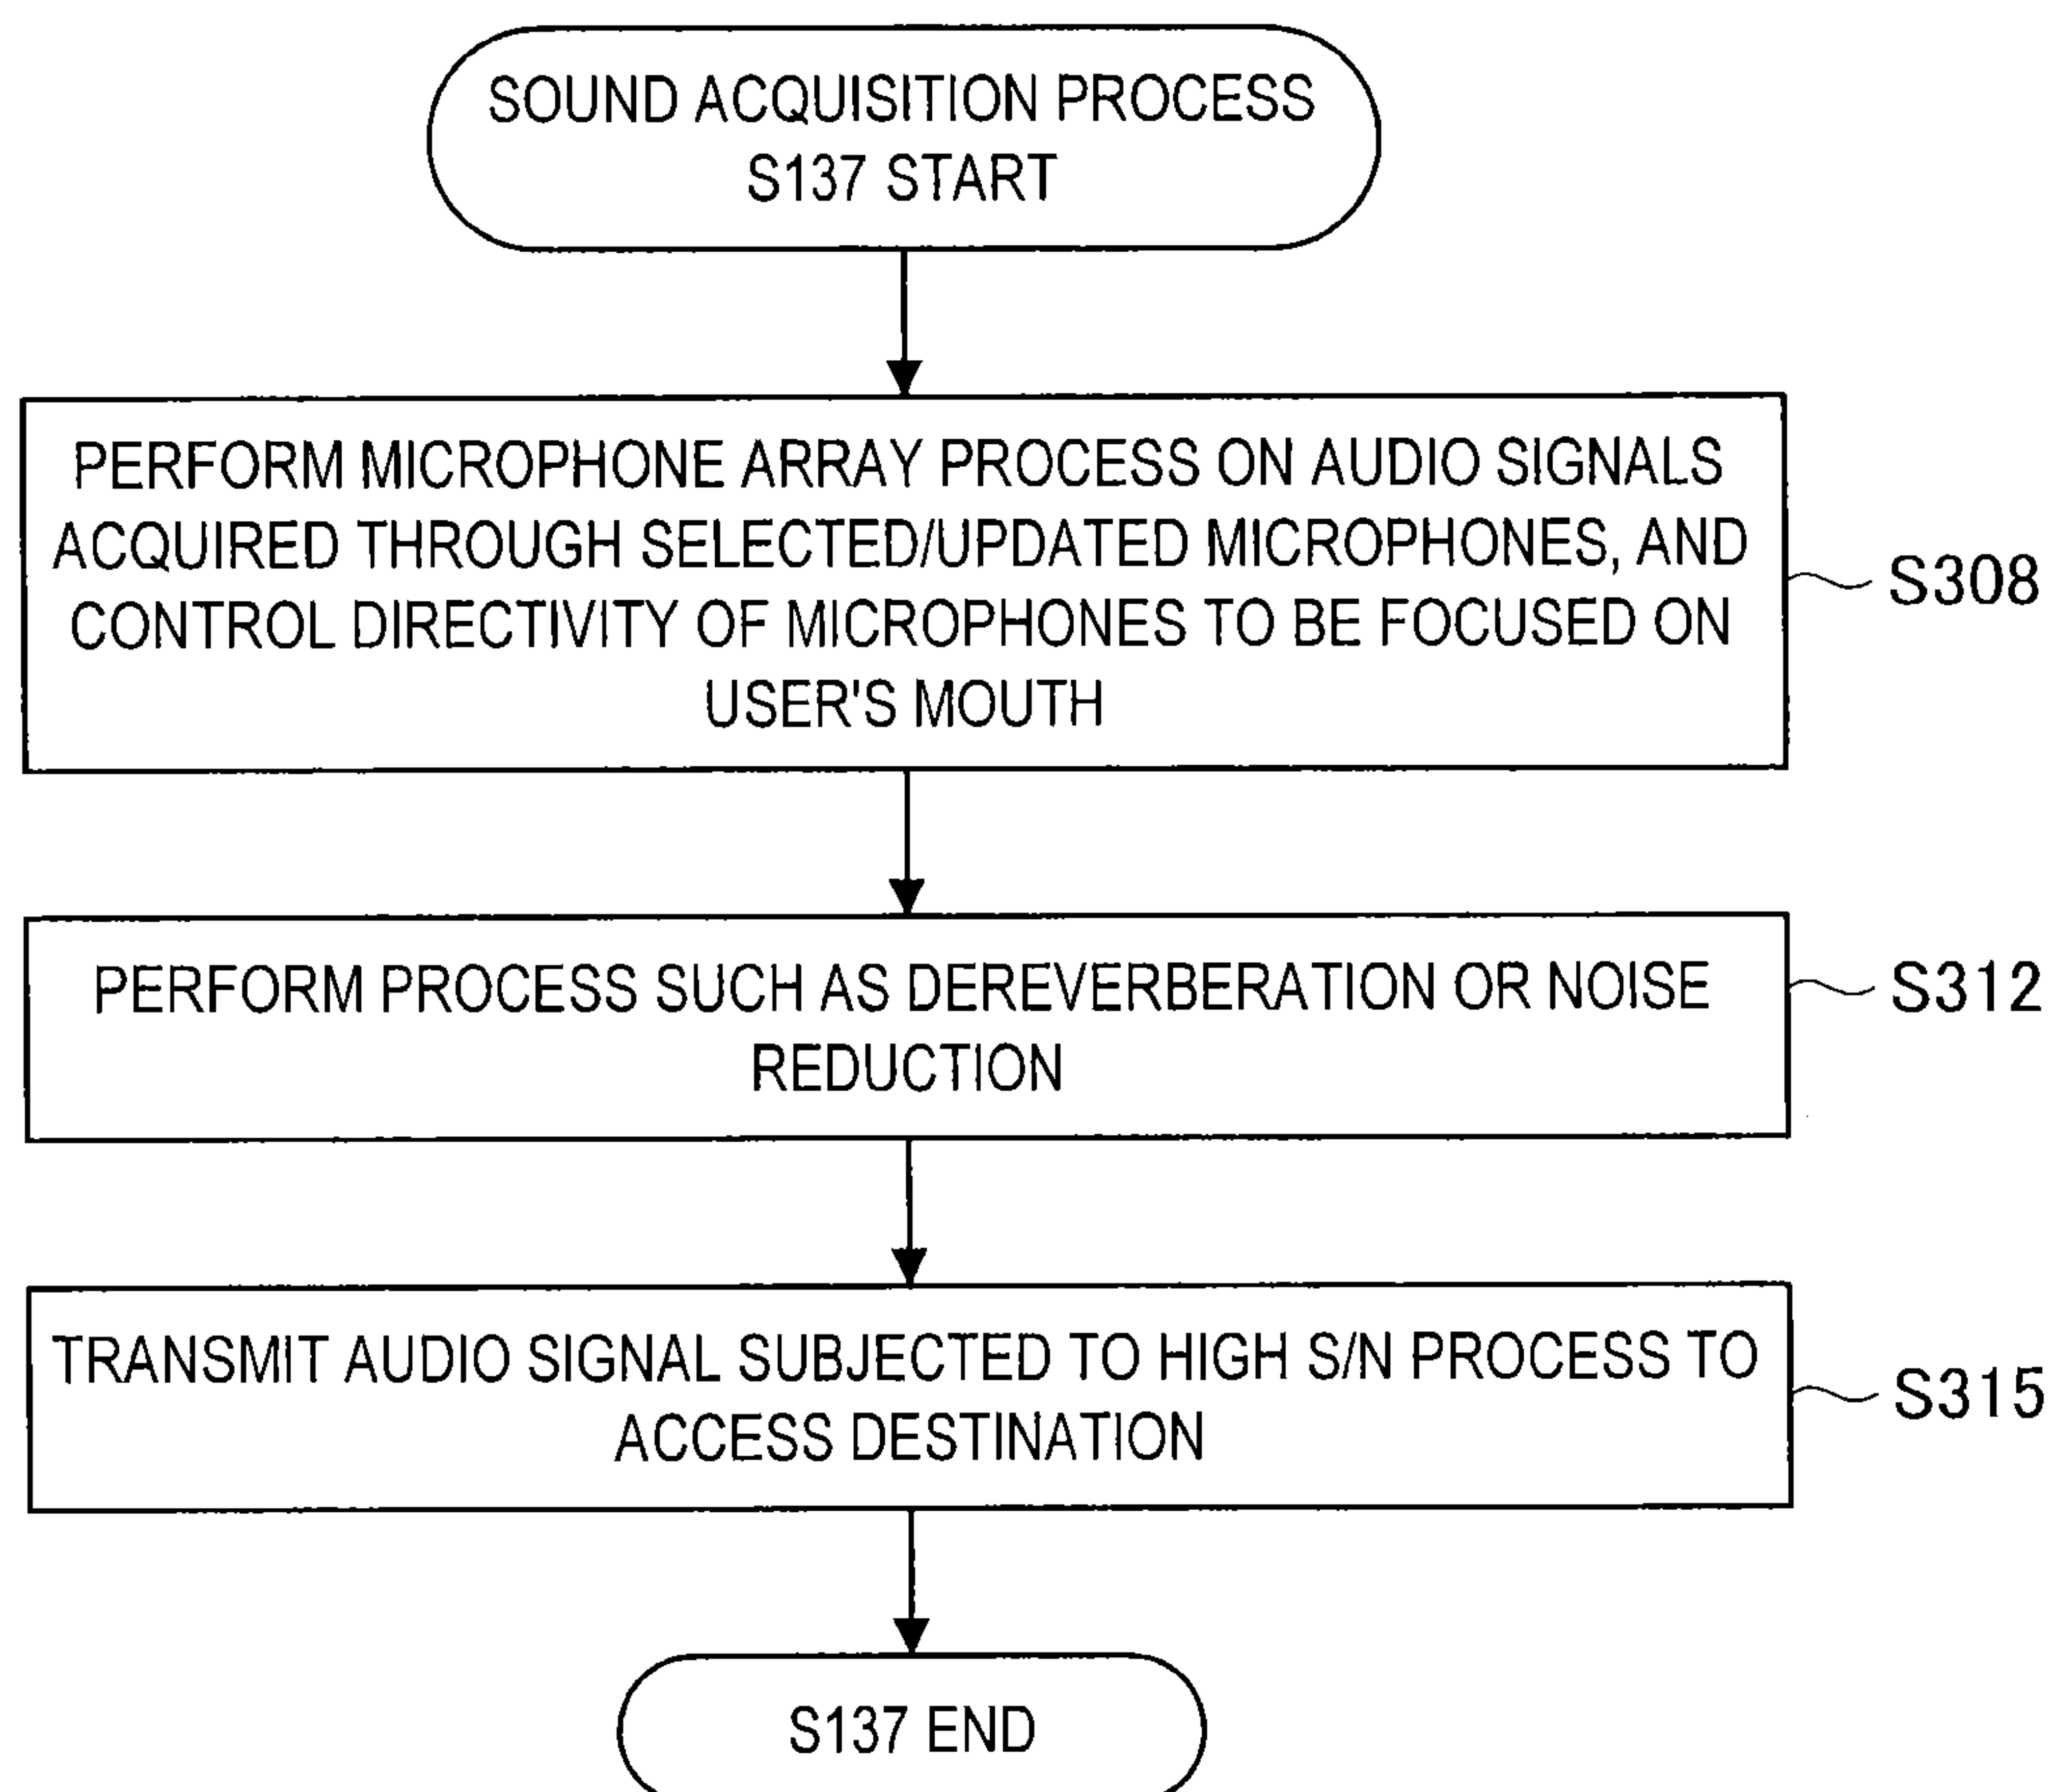 SOUND ACQUISITION PROCESS
S137 START
PERFORM MICROPHONE ARRAY PROCESS ON AUDIO SIGNALS
ACQUIRED THROUGH SELECTED/UPDATED MICROPHONES, AND
CONTROL DIRECTIVITY OF MICROPHONES TO BE FOCUSED ON
USER'S MOUTH
S308
PERFORM PROCESS SUCH AS DEREVERBERATION OR NOISE
REDUCTION
S312
TRANSMIT AUDIO SIGNAL SUBJECTED TO HIGH S/N PROCESS TO
ACCESS DESTINATION
S315
S137 END